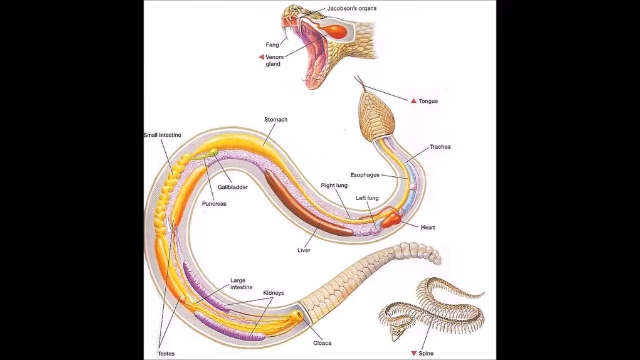 Jacobson's organs
Fang
Venom
gland
Tongue
Stomach
Small Intestine
Trachea
Esophagus
Right lung
Gallbladder
Left lung
Pancreas
Heart
Liver
Large
intestine
Kidneys
Cloaca
Testes
Spine